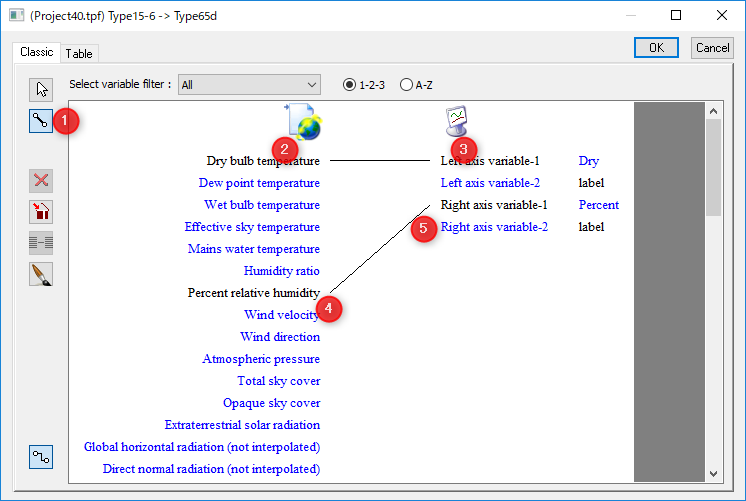 (Project40.tpf) Type15-6 -> Type65d
Classic
Table
OK
Cancel
Select variable filter :
All
1-2-3
A-Z
1
2
3
Dry bulb temperature
Left axis variable-1
Dry
Dew point temperature
Left axis variable-2
label
Wet bulb temperature
Right axis variable-1
Percent
Effective sky temperature
5
Right axis variable-2
label
Mains water temperature
Humidity ratio
Percent relative humidity
4
Wind velocity
Wind direction
Atmospheric pressure
Total sky cover
Opaque sky cover
Extraterrestrial solar radiation
Global horizontal radiation (not interpolated)
Direct normal radiation (not interpolated)